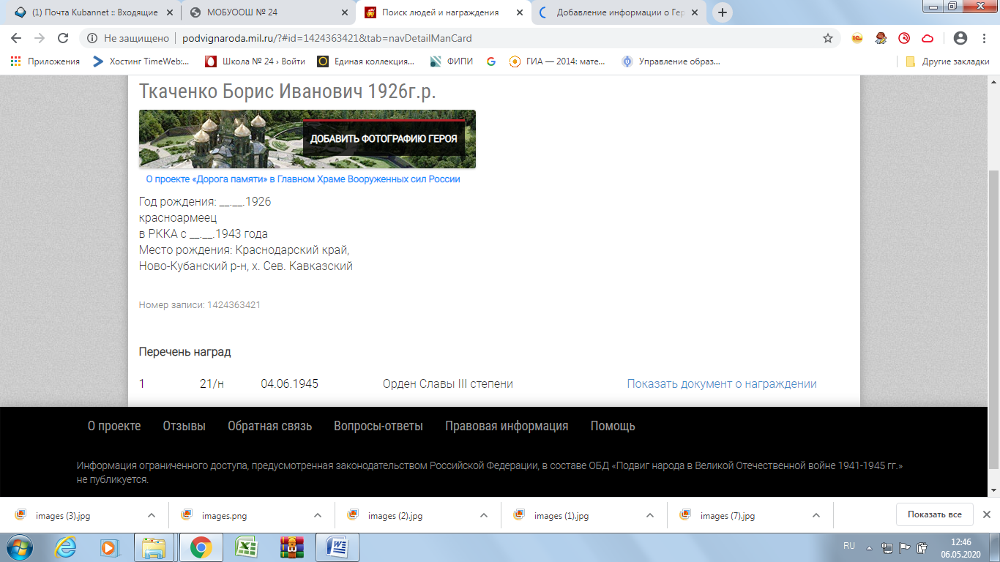 (1) Почта Kubannet :: Входящие
МОБУООШ № 24
Поиск людей и награждения
Добавление информации о Гер
Не защищено
podvignaroda.mil.ru/?#id=1424363421&tab=navDetailManCard
Приложения
Хостинг TimeWeb:...
Школа № 24 › Войти
Единая коллекция...
ФИПИ
ГИА — 2014: мате...
Управление образ...
Другие закладки
Ткаченко Борис Иванович 1926г.р.
ДОБАВИТЬ ФОТОГРАФИЮ ГЕРОЯ
О проекте «Дорога памяти» в Главном Храме Вооруженных сил России
Год рождения: __.__.1926
красноармеец
в РККА с __.__.1943 года
Место рождения: Краснодарский край,
Ново-Кубанский р-н, х. Сев. Кавказский
Номер записи: 1424363421
Перечень наград
1 21/н 04.06.1945 Орден Славы III степени Показать документ о награждении
О проекте Отзывы Обратная связь Вопросы-ответы Правовая информация Помощь
Информация ограниченного доступа, предусмотренная законодательством Российской Федерации, в составе ОБД «Подвиг народа в Великой Отечественной войне 1941-1945 гг.»
не публикуется.
images (3).jpg
images.png
images (2).jpg
images (1).jpg
images (7).jpg
Показать все
RU
12:46
06.05.2020